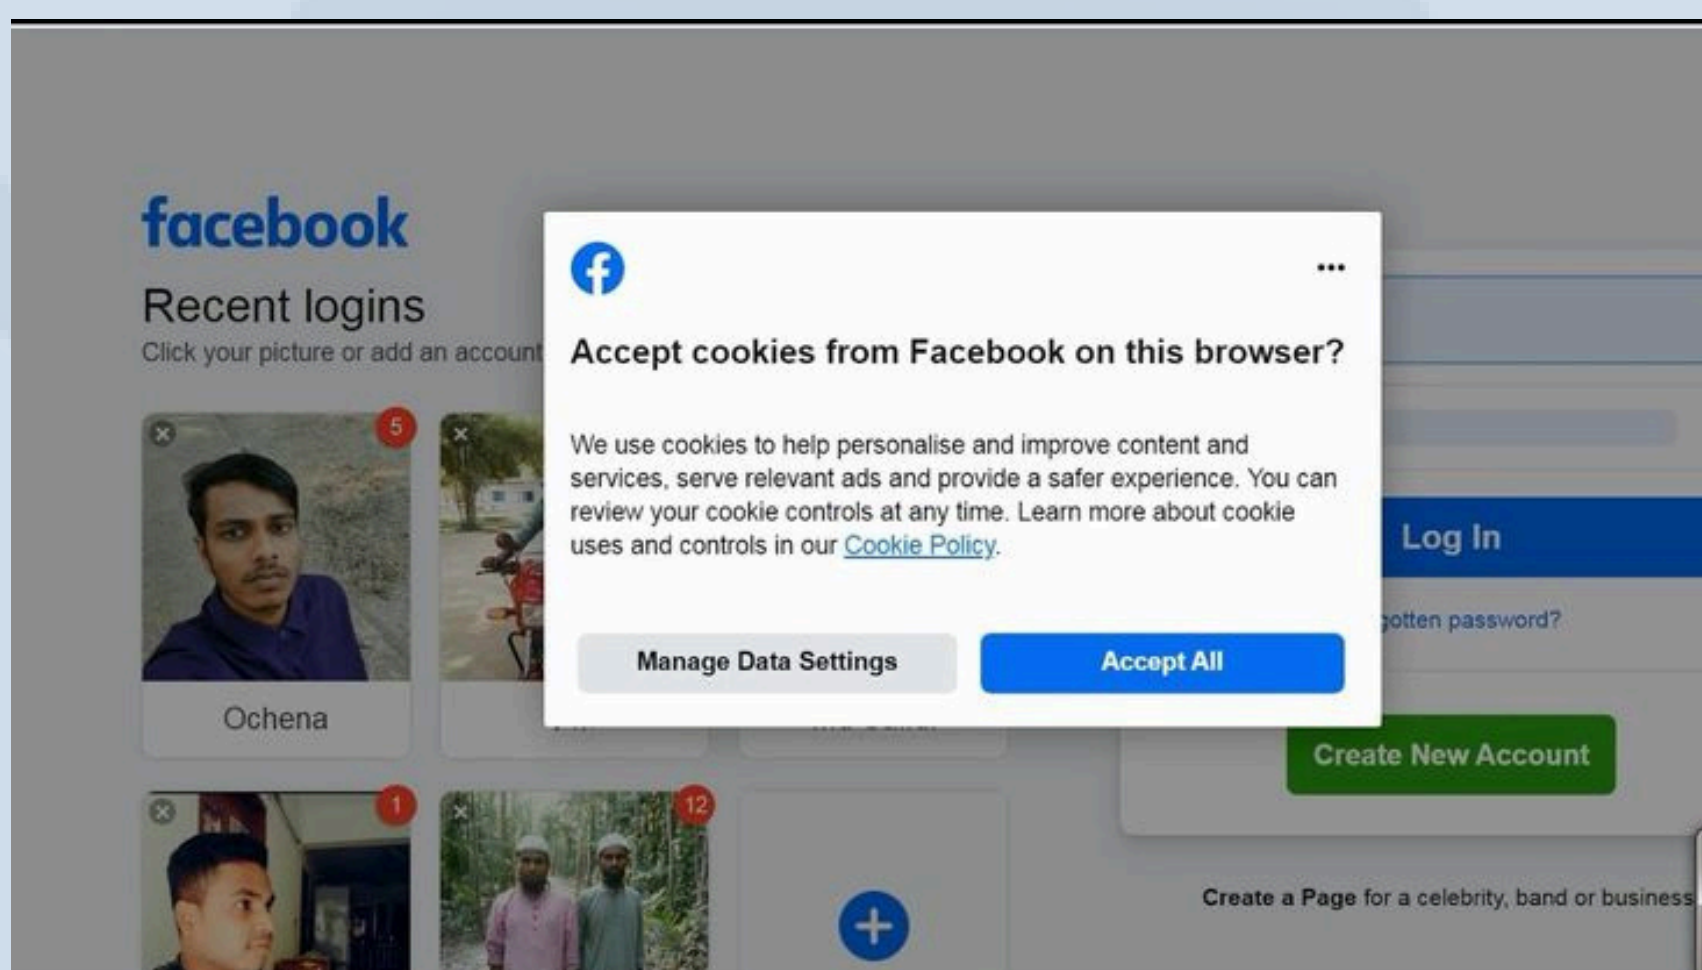 facebook
Recent logins
Click your picture or add an account
5
Ochena
1
12
Accept cookies from Facebook on this browser?
We use cookies to help personalise and improve content and
services, serve relevant ads and provide a safer experience. You can
review your cookie controls at any time. Learn more about cookie
uses and controls in our Cookie Policy.
Manage Data Settings
Accept All
Log In
gotten password?
Create New Account
Create a Page for a celebrity, band or business